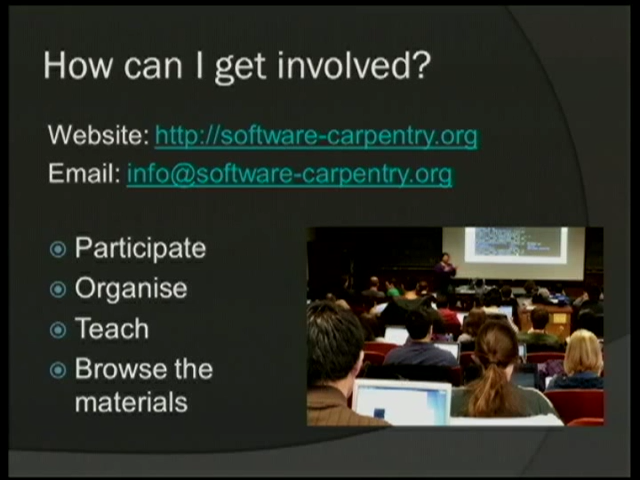 How can I get involved?
Website: http://software-carpentry.org
Email: info@software-carpentry.org
Participate
Organise
Teach
Browse the
materials